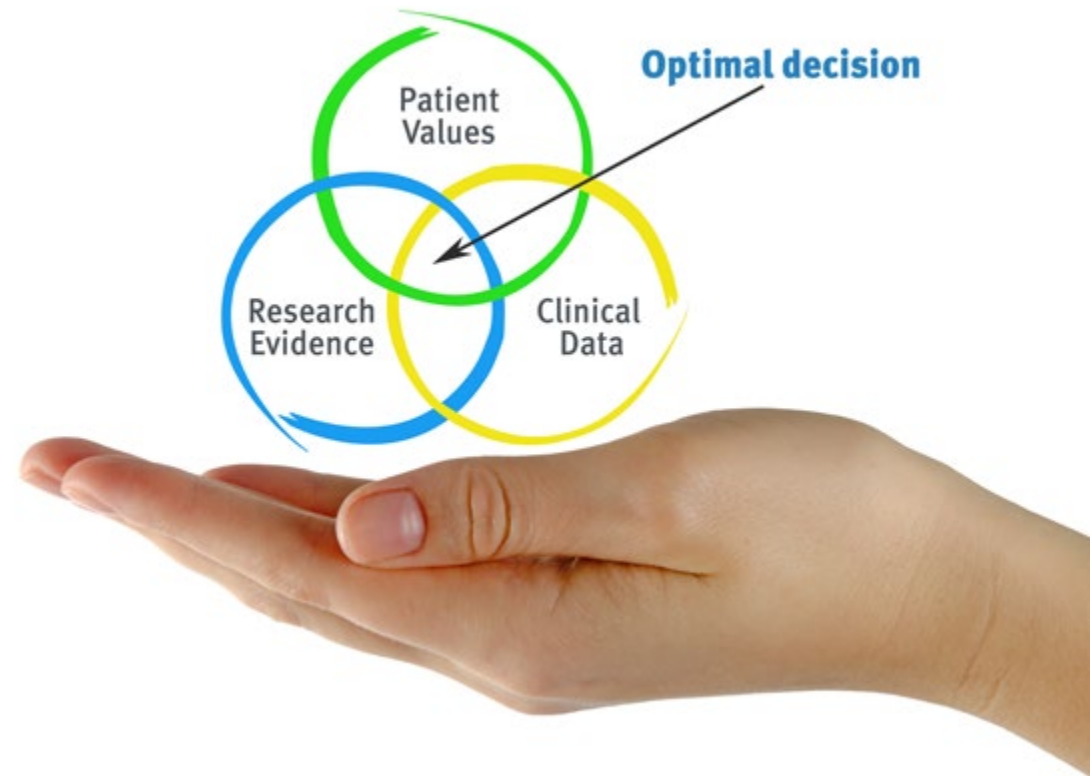 Optimal decision
Patient
Values
Research
Evidence
Clinical
Data